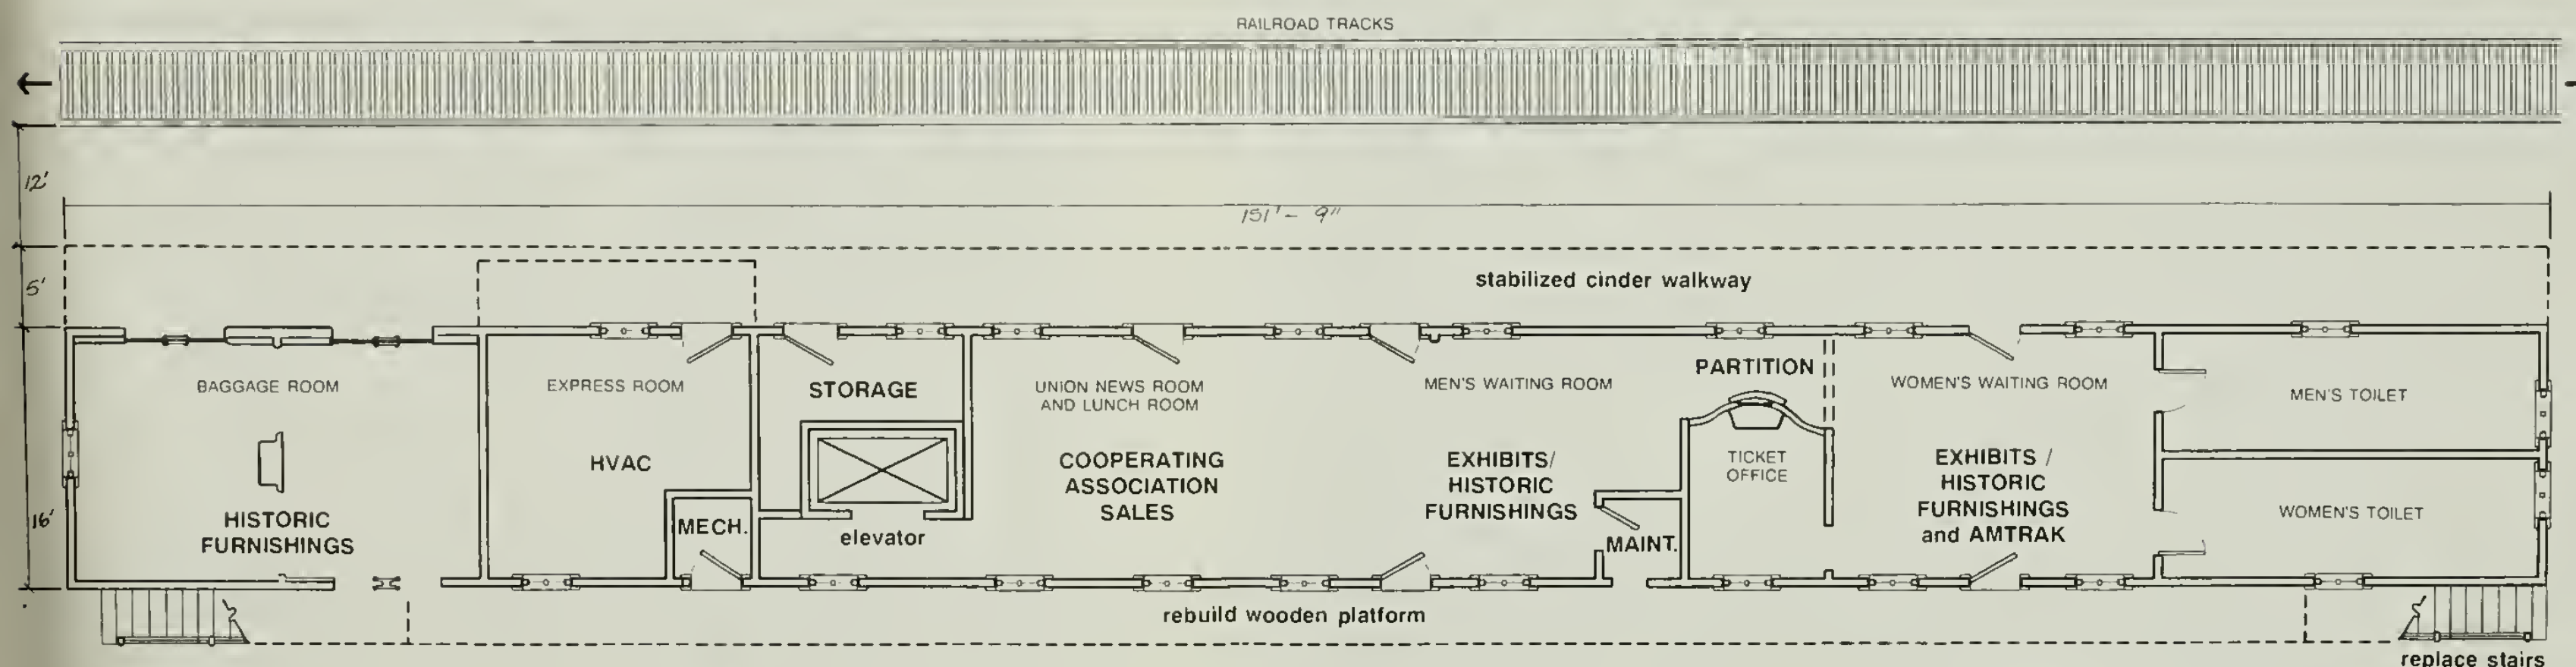 RAILROAD TRACKS
12'
151' - 9"
5'
stabilized cinder walkway
BAGGAGE ROOM
EXPRESS ROOM
STORAGE
UNION NEWS ROOM
AND LUNCH ROOM
MEN'S WAITING ROOM
PARTITION
WOMEN'S WAITING ROOM
MEN'S TOILET
HVAC
COOPERATING
ASSOCIATION
SALES
EXHIBITS/
HISTORIC
FURNISHINGS
TICKET
OFFICE
EXHIBITS /
HISTORIC
FURNISHINGS
and AMTRAK
16'
HISTORIC
FURNISHINGS
MECH.
elevator
MAINT.
WOMEN'S TOILET
rebuild wooden platform
replace stairs